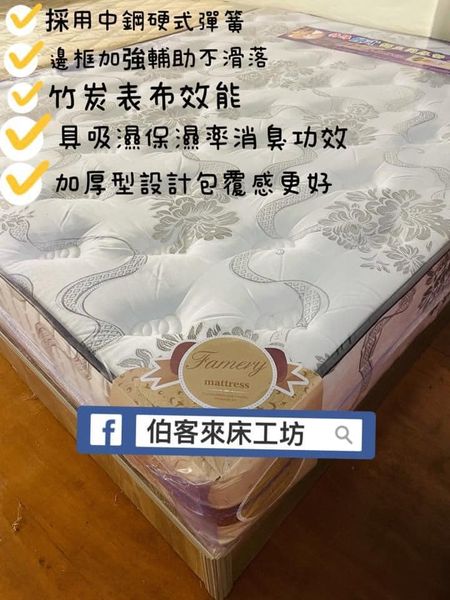 採用中鋼硬式彈簧
邊框加強輔助不滑落
竹炭表布效能
具吸濕保濕率消臭功效
加厚型設計包覆感更好
Famery
mattress
f 伯客來床工坊